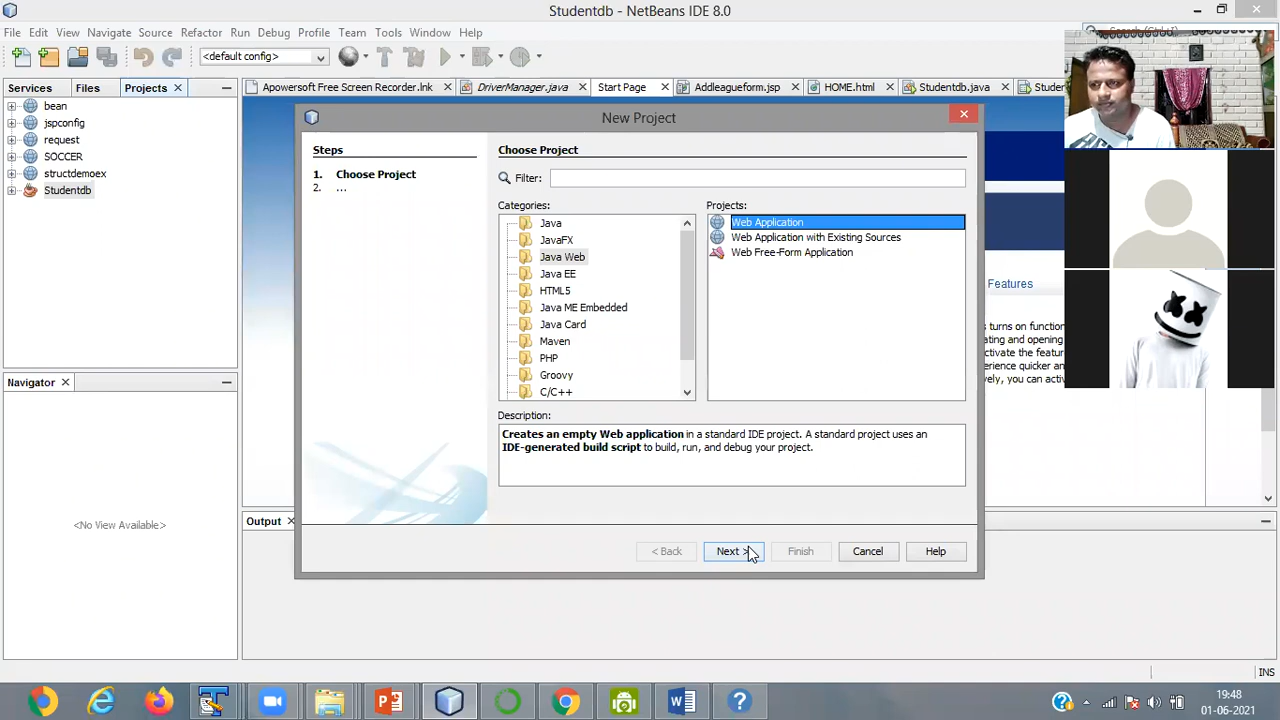 Studentdb - NetBeans IDE 8.0
File Edit View Navigate Source Refactor Run Debug Profile Team Tools Window Help
Search (Ctrl+I)
<default config>
Services Files Projects
Apowersoft Free Screen Recorder.lnk DriverManager.java Start Page Addleagueform.jsp HOME.html Studentdb.java
bean
jspconfig
request
SOCCER
structdemoex
Studentdb
New Project
Steps
1. Choose Project
2. ...
Choose Project
Filter:
Categories:
Java
JavaFX
Java Web
Java EE
HTML5
Java ME Embedded
Java Card
Maven
PHP
Groovy
C/C++
Projects:
Web Application
Web Application with Existing Sources
Web Free-Form Application
Description:
Creates an empty Web application in a standard IDE project. A standard project uses an
IDE-generated build script to build, run, and debug your project.
< Back Next > Finish Cancel Help
Features
s turns on function
ating and opening
activate the featur
erience quicker an
vely, you can activ
Navigator
<No View Available>
Output
INS
19:48
01-06-2021